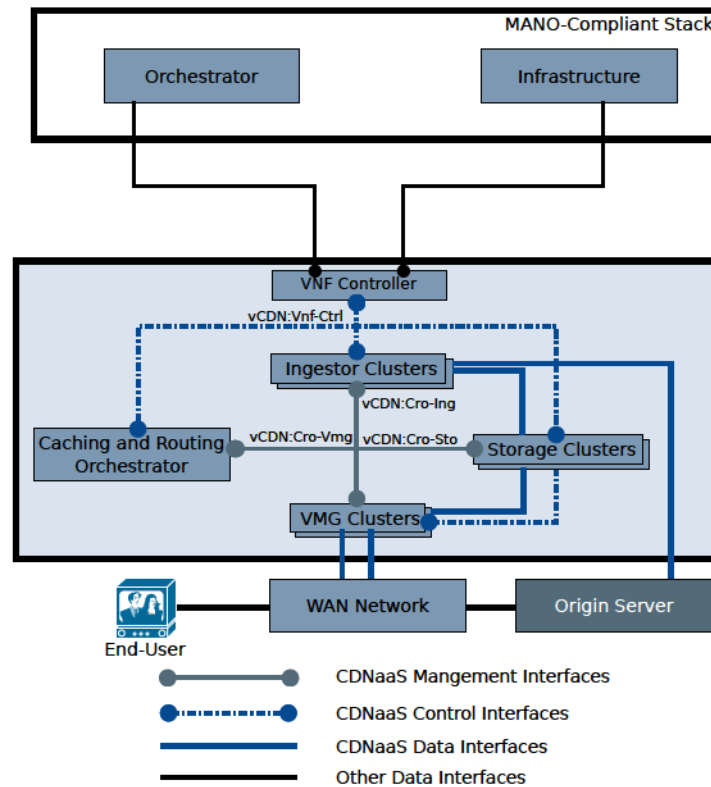 MANO-Compliant Stack
Orchestrator
Infrastructure
VNF Controller
vCDN:Vnf-Ctrl
Ingestor Clusters
vCDN:Cro-Ing
Caching and Routing
Orchestrator
vCDN:Cro-Vmg
vCDN:Cro-Sto
Storage Clusters
VMG Clusters
WAN Network
Origin Server
End-User
CDNaaS Mangement Interfaces
CDNaaS Control Interfaces
CDNaaS Data Interfaces
Other Data Interfaces